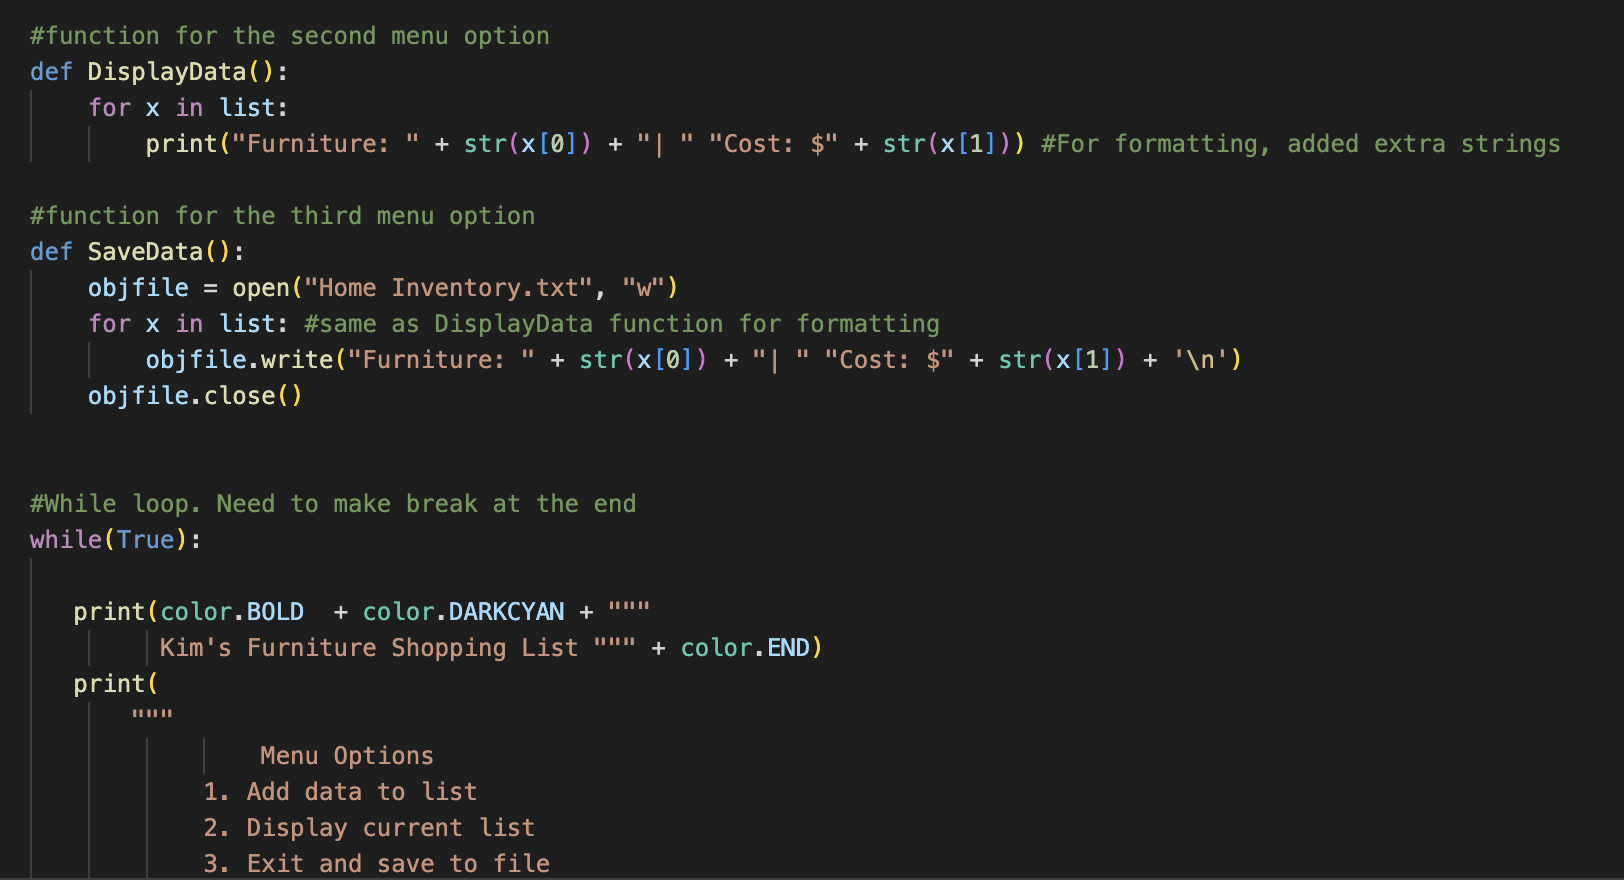 #function for the second menu option
def DisplayData():
    for x in list:
        print("Furniture: " + str(x[0]) + "| " "Cost: $" + str(x[1])) #For formatting, added extra strings

#function for the third menu option
def SaveData():
    objfile = open("Home Inventory.txt", "w")
    for x in list: #same as DisplayData function for formatting
        objfile.write("Furniture: " + str(x[0]) + "| " "Cost: $" + str(x[1]) + '\n')
    objfile.close()


#While loop. Need to make break at the end
while(True):

   print(color.BOLD  + color.DARKCYAN + """
         Kim's Furniture Shopping List """ + color.END)
   print(
       """
                Menu Options
            1. Add data to list
            2. Display current list
            3. Exit and save to file